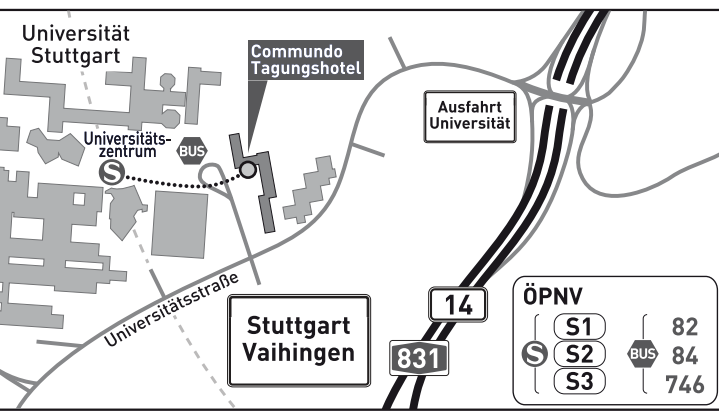 Universität
Stuttgart
Commundo
Tagungshotel
Ausfahrt
Universität
Universitäts-
zentrum
BUS
S
Universitätsstraße
Stuttgart
Vaihingen
14
831
ÖPNV
S1
82
S
S2
BUS
84
S3
746